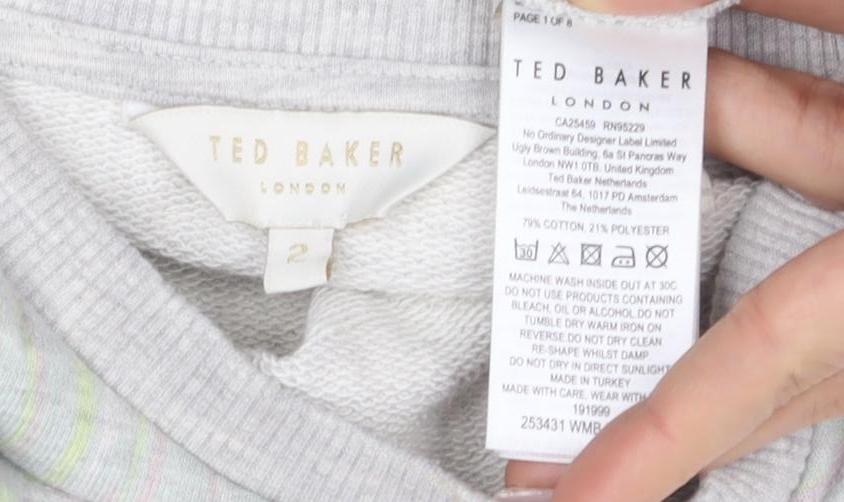 TED BAKER
LONDON
2
PAGE 1 OF 8
TED BAKER
LONDON
CA25459 RN95229
No Ordinary Designer Label Limited
Ugly Brown Building, 6a St Pancras Way
London NW1 0TB, United Kingdom
Ted Baker Netherlands
Leidsestraat 64, 1017 PD Amsterdam
The Netherlands
79% COTTON, 21% POLYESTER
30
MACHINE WASH INSIDE OUT AT 30C
DO NOT USE PRODUCTS CONTAINING
BLEACH, OIL OR ALCOHOL.DO NOT
TUMBLE DRY WARM IRON ON
REVERSE.DO NOT DRY CLEAN
RE-SHAPE WHILST DAMP
DO NOT DRY IN DIRECT SUNLIGHT
MADE IN TURKEY
MADE WITH CARE, WEAR WITH
191999
253431 WMB